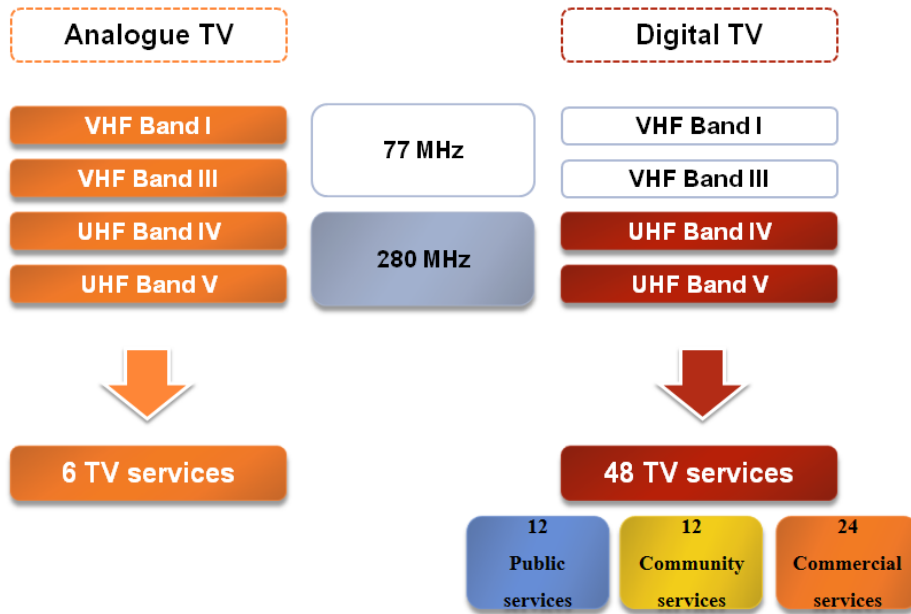 Analogue TV
Digital TV
VHF Band I
77 MHz
VHF Band I
VHF Band III
VHF Band III
UHF Band IV
280 MHz
UHF Band IV
UHF Band V
UHF Band V
6 TV services
48 TV services
12
Public
services
12
Community
services
24
Commercial
services